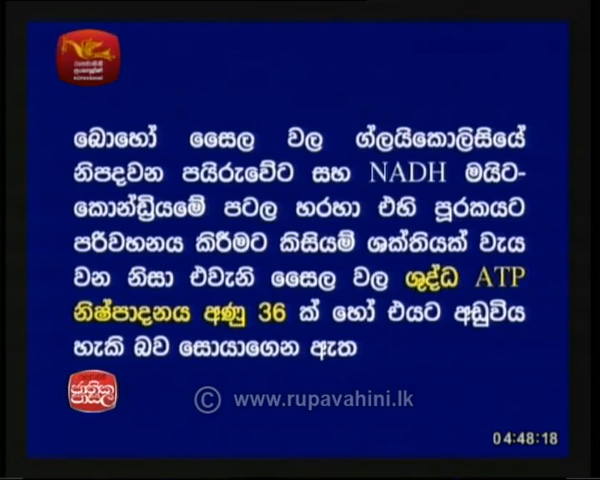 බොහෝ සෛල වල ග්ලයිකොලිසියේ
නිපදවන පයිරුවේට සහ NADH මයිට-
කොන්ඩ්‍රියමේ පටල හරහා එහි පූරකයට
පරිවහනය කිරීමට කිසියම් ශක්තියක් වැය
වන නිසා එවැනි සෛල වල ශුද්ධ ATP
නිෂ්පාදනය අණු 36 ක් හෝ එයට අඩුවිය
හැකි බව සොයාගෙන ඇත
ජාතික
පාසල
© www.rupavahini.lk
04:48:18